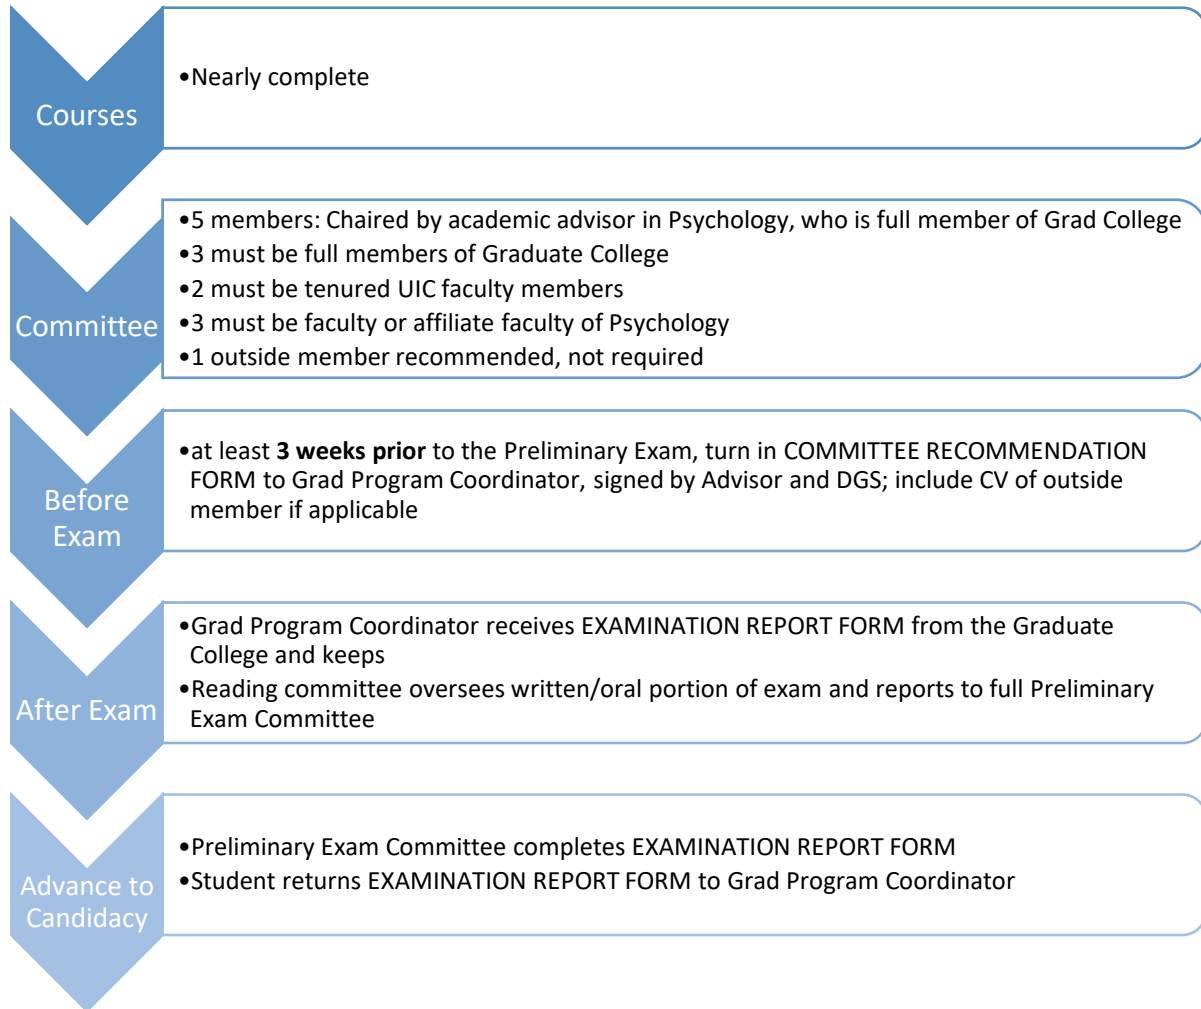 Courses
•Nearly complete
Committee
•5 members: Chaired by academic advisor in Psychology, who is full member of Grad College
•3 must be full members of Graduate College
•2 must be tenured UIC faculty members
•3 must be faculty or affiliate faculty of Psychology
•1 outside member recommended, not required
Before
Exam
•at least 3 weeks prior to the Preliminary Exam, turn in COMMITTEE RECOMMENDATION
FORM to Grad Program Coordinator, signed by Advisor and DGS; include CV of outside
member if applicable
After Exam
•Grad Program Coordinator receives EXAMINATION REPORT FORM from the Graduate
College and keeps
•Reading committee oversees written/oral portion of exam and reports to full Preliminary
Exam Committee
Advance to
Candidacy
•Preliminary Exam Committee completes EXAMINATION REPORT FORM
•Student returns EXAMINATION REPORT FORM to Grad Program Coordinator